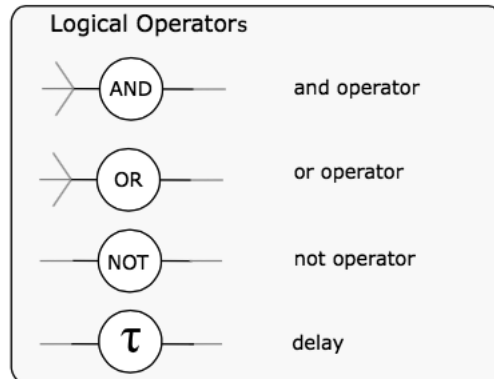 Logical Operators
AND and operator
OR or operator
NOT not operator
τ delay